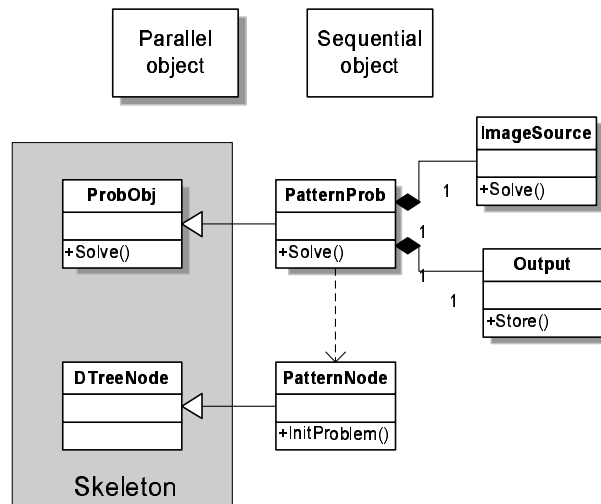 Parallel
object
Sequential
object
ImageSource
+Solve()
1
ProbObj
+Solve()
PatternProb
+Solve()
1
1
Output
+Store()
1
DTreeNode
PatternNode
+InitProblem()
Skeleton